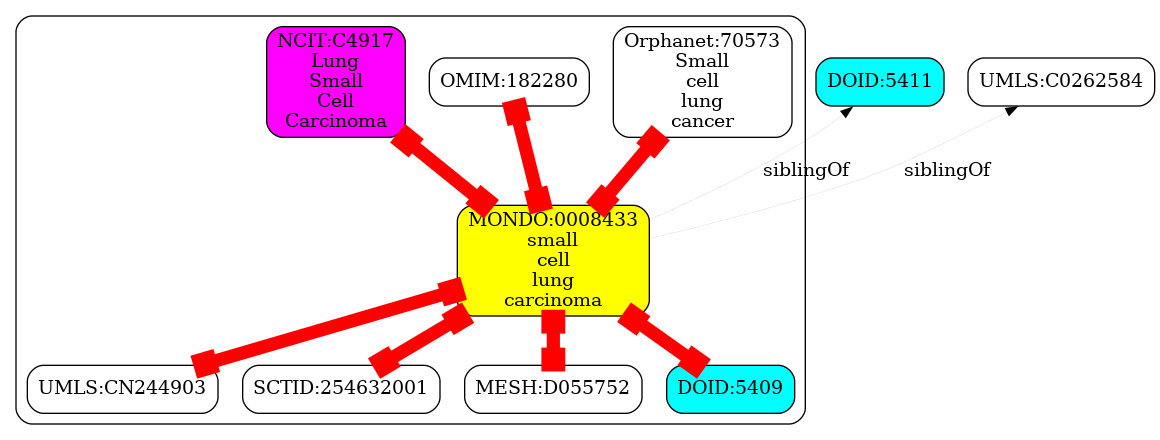 NCIT:C4917
Lung
Small
Cell
Carcinoma
OMIM:182280
Orphanet:70573
Small
cell
lung
cancer
DOID:5411
UMLS:C0262584
siblingOf
siblingOf
MONDO:0008433
small
cell
lung
carcinoma
UMLS:CN244903
SCTID:254632001
MESH:D055752
DOID:5409